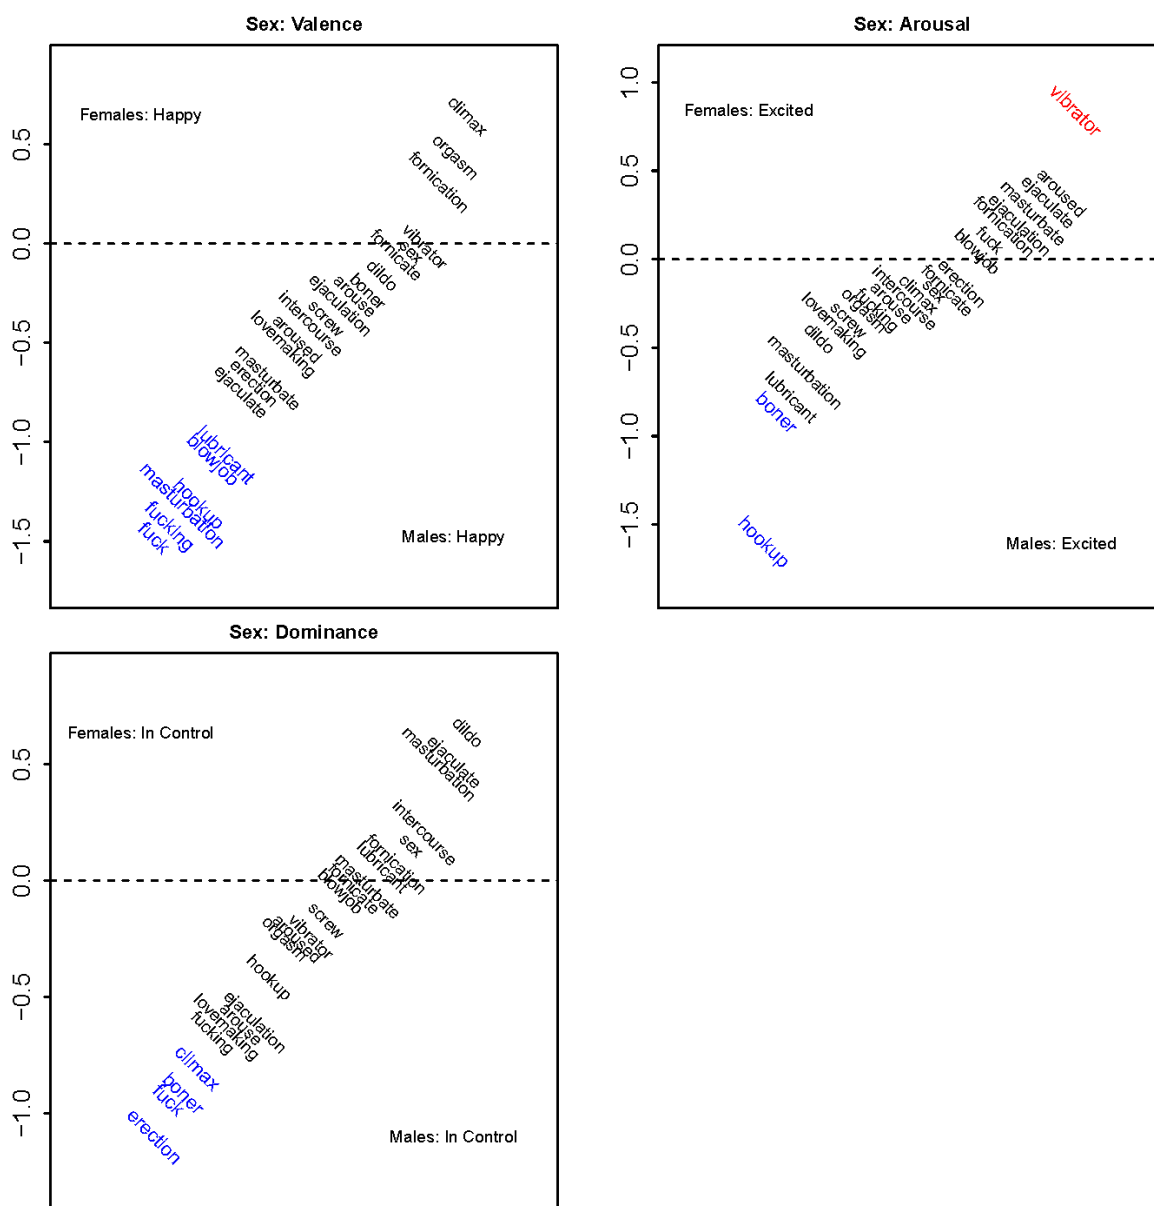 Sex: Valence
Females: Happy
0.5
0.0
−0.5
−1.0
−1.5
climax
orgasm
fornication
vibrator
sex
fornicate
dildo
boner
arouse
ejaculation
intercourse
screw
aroused
lovemaking
masturbate
erection
ejaculate
lubricant
blowjob
hookup
masturbation
fucking
fuck
Males: Happy
Sex: Arousal
Females: Excited
1.0
0.5
0.0
−0.5
−1.0
−1.5
vibrator
aroused
ejaculate
masturbate
ejaculation
fornication
fuck
blowjob
erection
fornicate
sex
climax
intercourse
arouse
fucking
orgasm
screw
lovemaking
dildo
masturbation
lubricant
boner
hookup
Males: Excited
Sex: Dominance
Females: In Control
0.5
0.0
−0.5
−1.0
dildo
ejaculate
masturbation
intercourse
sex
fornication
lubricant
masturbate
fornicate
blowjob
screw
vibrator
aroused
orgasm
hookup
ejaculation
arouse
lovemaking
fucking
climax
boner
fuck
erection
Males: In Control